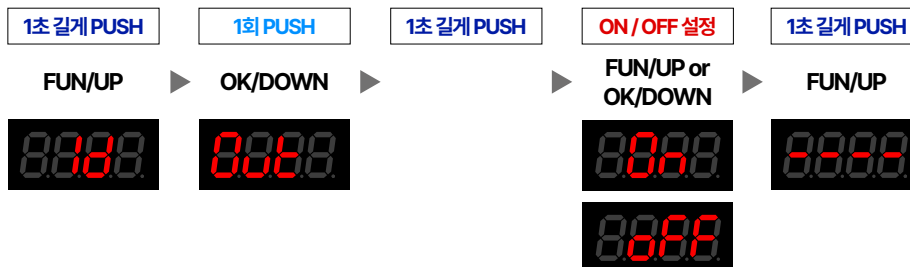 1초 길게 PUSH
1회 PUSH
1초 길게 PUSH
ON / OFF 설정
1초 길게 PUSH
FUN/UP
OK/DOWN
FUN/UP or
OK/DOWN
FUN/UP
Id
Out
On
----
oFF